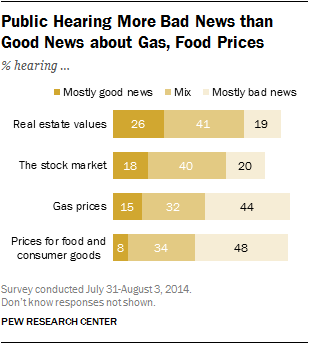 Public Hearing More Bad News than
Good News about Gas, Food Prices
% hearing ...
Mostly good news Mix Mostly bad news
Real estate values 26 41 19
The stock market 18 40 20
Gas prices 15 32 44
Prices for food and
consumer goods 8 34 48
Survey conducted July 31-August 3, 2014.
Don't know responses not shown.
PEW RESEARCH CENTER